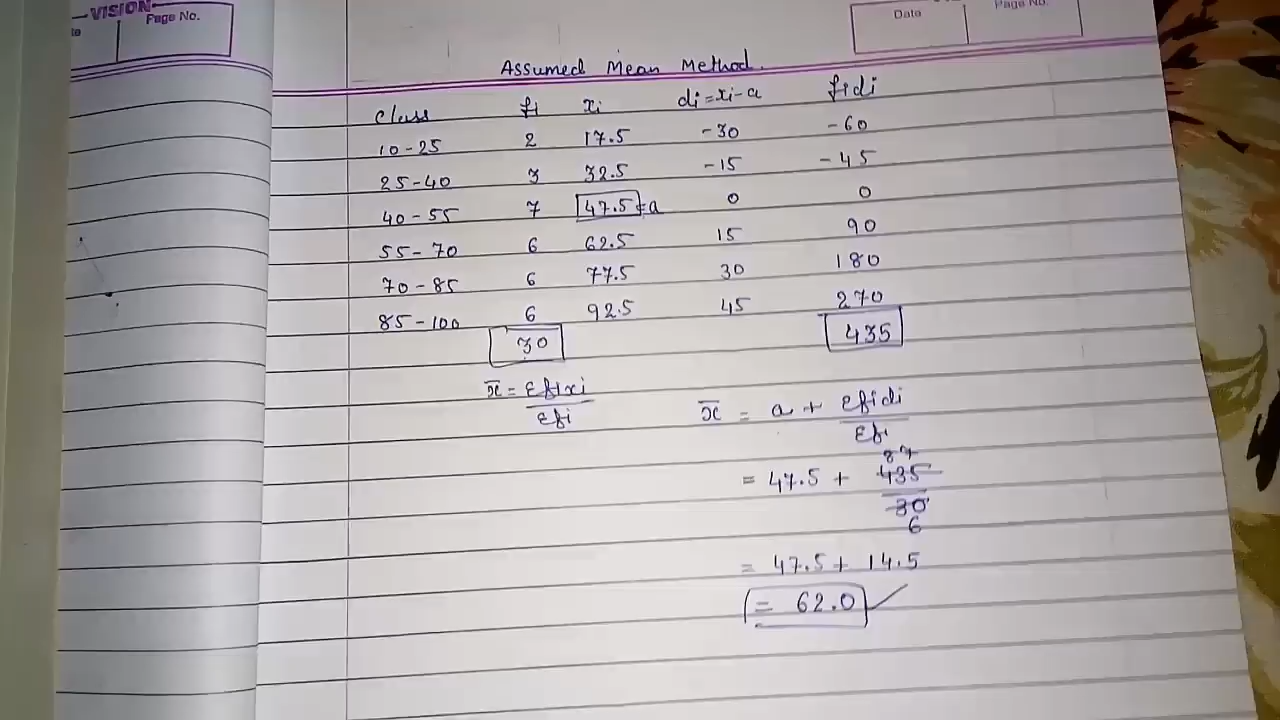 VISION
Page No.
Date
Page No.
Assumed Mean Method.
class fi xi di = xi - a fidi
10 - 25 2 17.5 -30 -60
25 - 40 3 32.5 -15 -45
40 - 55 7 47.5 = a 0 0
55 - 70 6 62.5 15 90
70 - 85 6 77.5 30 180
85 - 100 6 92.5 45 270
30 435
x̄ = Σfixi / Σfi
x̄ = a + Σfidi / Σfi
87
= 47.5 + 435 / 30
6
= 47.5 + 14.5
= 62.0 ✓